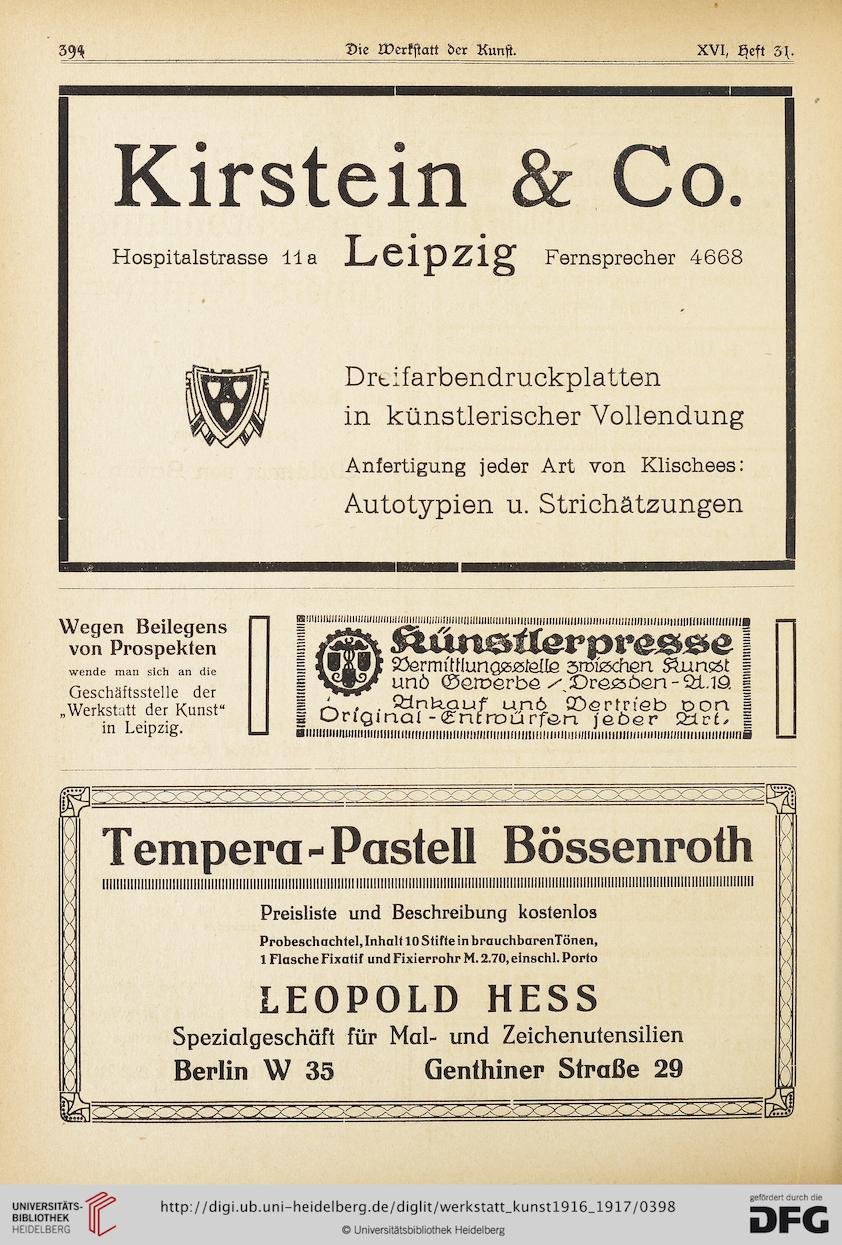 394
Die Werkstatt der Kunst.
XVI, Heft 31.
Kirstein & Co.
Hospitalstrasse 11a Leipzig Fernsprecher 4668
Dreifarbendruckplatten
in künstlerischer Vollendung
Anfertigung jeder Art von Klischees:
Autotypien u. Strichätzungen
Wegen Beilegens
von Prospekten
wende man sich an die
Geschäftsstelle der
„Werkstatt der Kunst“
in Leipzig.
Künstlerpresse
Vermittlungsstelle zwischen Kunst
und Gewerbe / Dresden-A.19.
Ankauf und Vertrieb von
Original-Entwürfen jeder Art.
Tempera-Pastell Bössenroth
Preisliste und Beschreibung kostenlos
Probeschachtel, Inhalt 10 Stifte in brauchbaren Tönen,
1 Flasche Fixatif und Fixierrohr M. 2.70, einschl. Porto
LEOPOLD HESS
Spezialgeschäft für Mal- und Zeichenutensilien
Berlin W 35 Genthiner Straße 29
UNIVERSITÄTS-
BIBLIOTHEK
HEIDELBERG
http://digi.ub.uni-heidelberg.de/diglit/werkstatt_kunst1916_1917/0398
© Universitätsbibliothek Heidelberg
gefördert durch die
DFG